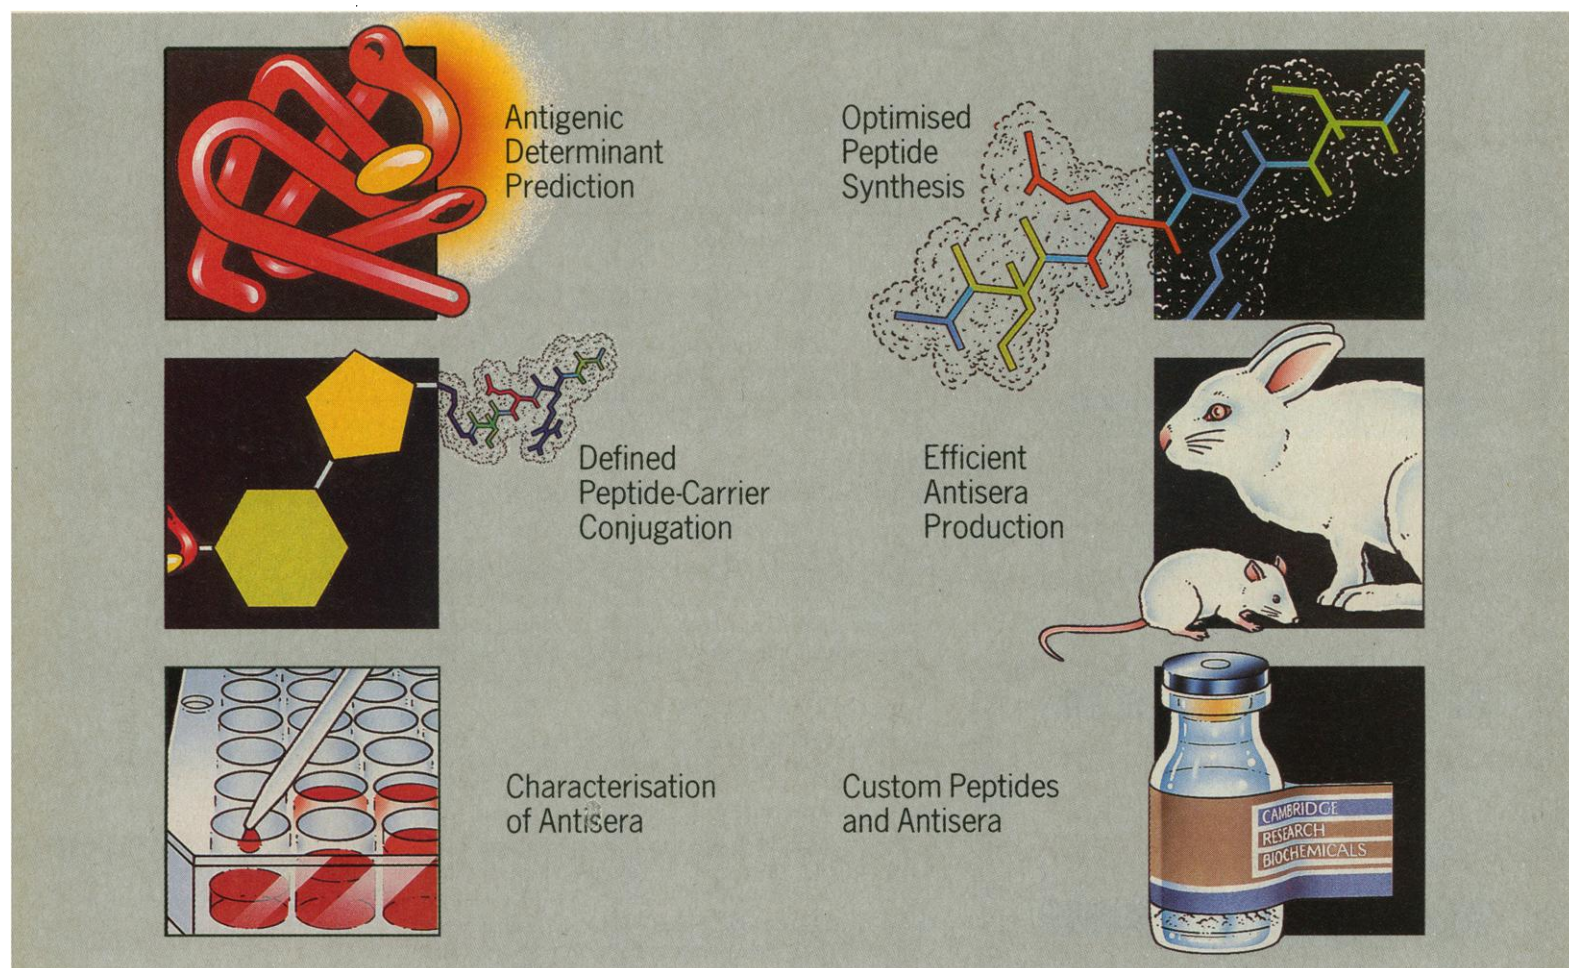 Antigenic
Determinant
Prediction
Optimised
Peptide
Synthesis
Defined
Peptide-Carrier
Conjugation
Efficient
Antisera
Production
Characterisation
of Antisera
Custom Peptides
and Antisera
CAMBRIDGE
RESEARCH
BIOCHEMICALS